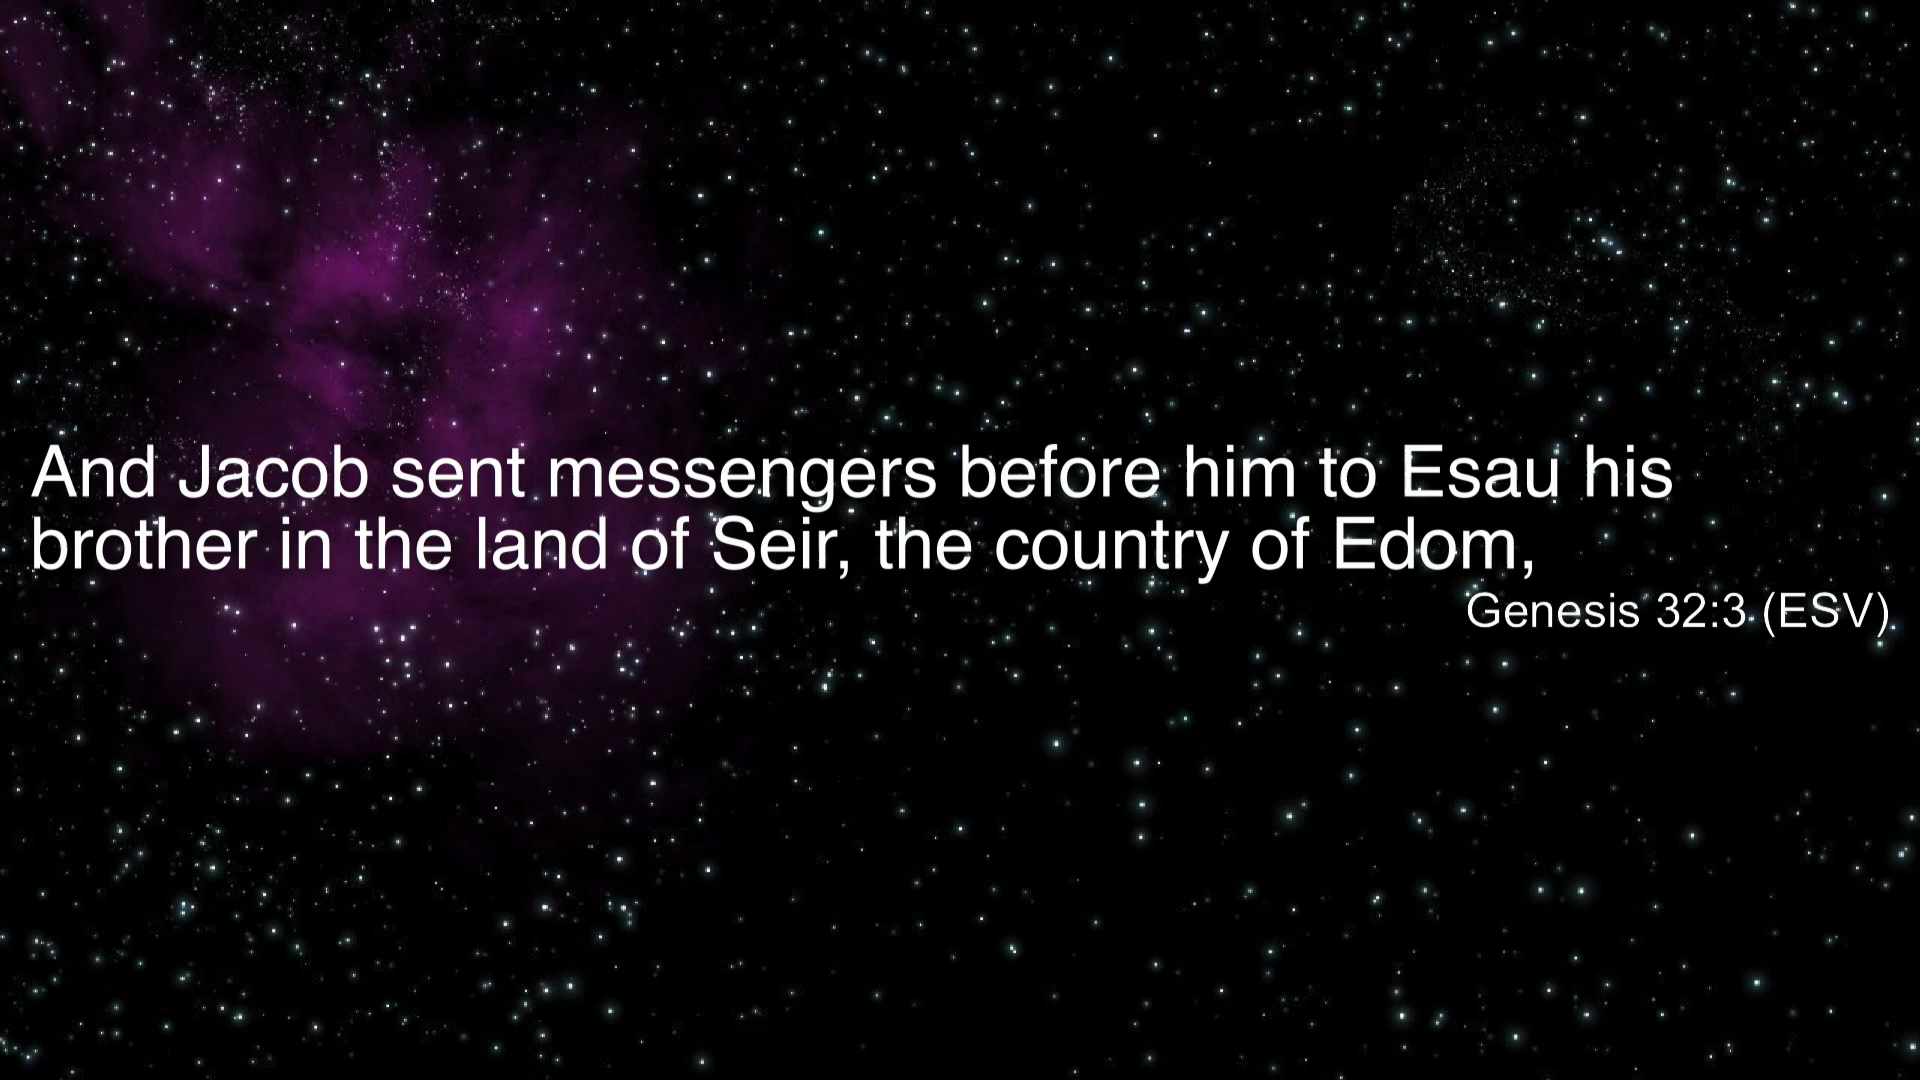 And Jacob sent messengers before him to Esau his
brother in the land of Seir, the country of Edom,
Genesis 32:3 (ESV)